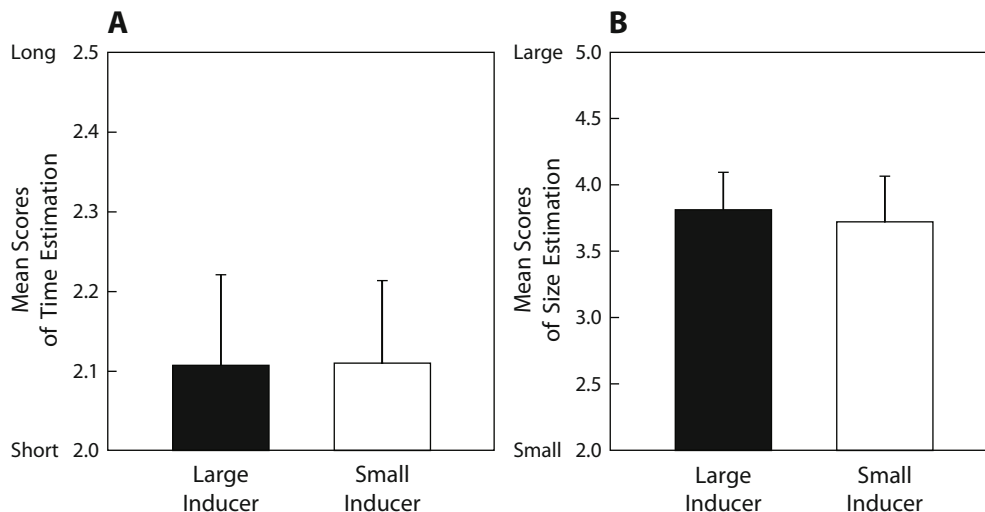 A
Long 2.5
2.4
2.3
2.2
2.1
Short 2.0
Mean Scores
of Time Estimation
Large
Inducer
Small
Inducer
B
Large 5.0
4.5
4.0
3.5
3.0
2.5
Small 2.0
Mean Scores
of Size Estimation
Large
Inducer
Small
Inducer